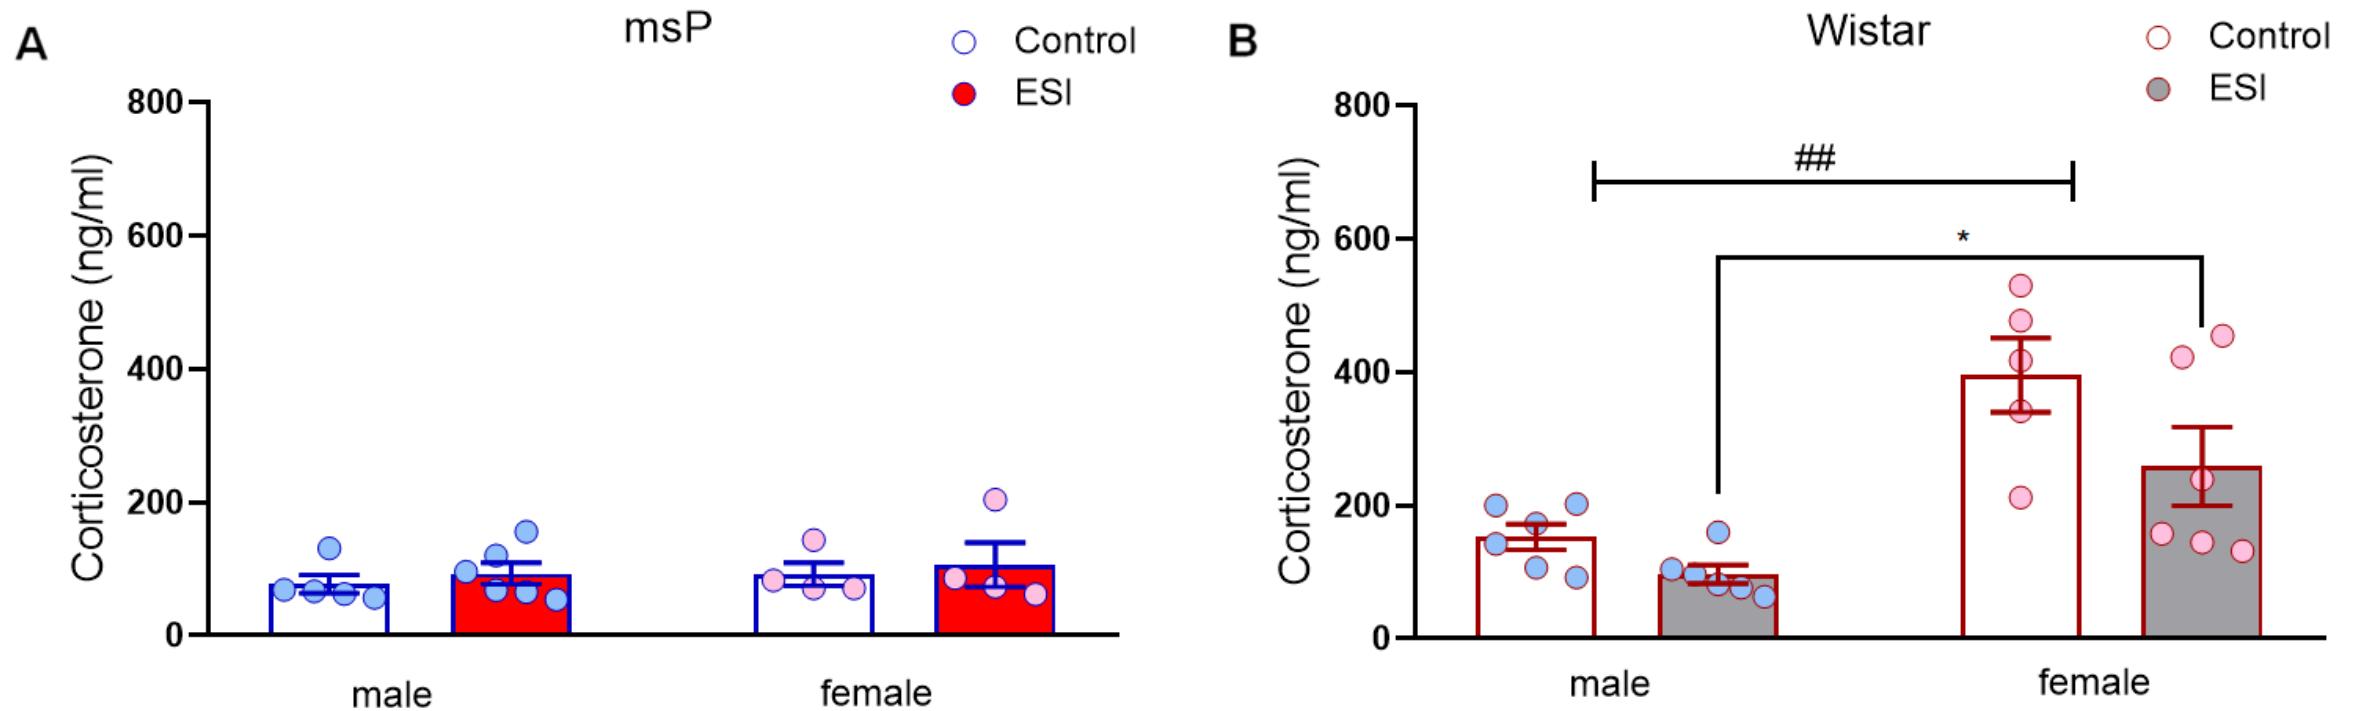 A
msP
Control
ESI
Corticosterone (ng/ml)
800
600
400
200
0
male
female
B
Wistar
Control
ESI
Corticosterone (ng/ml)
800
600
400
200
0
##
*
male
female